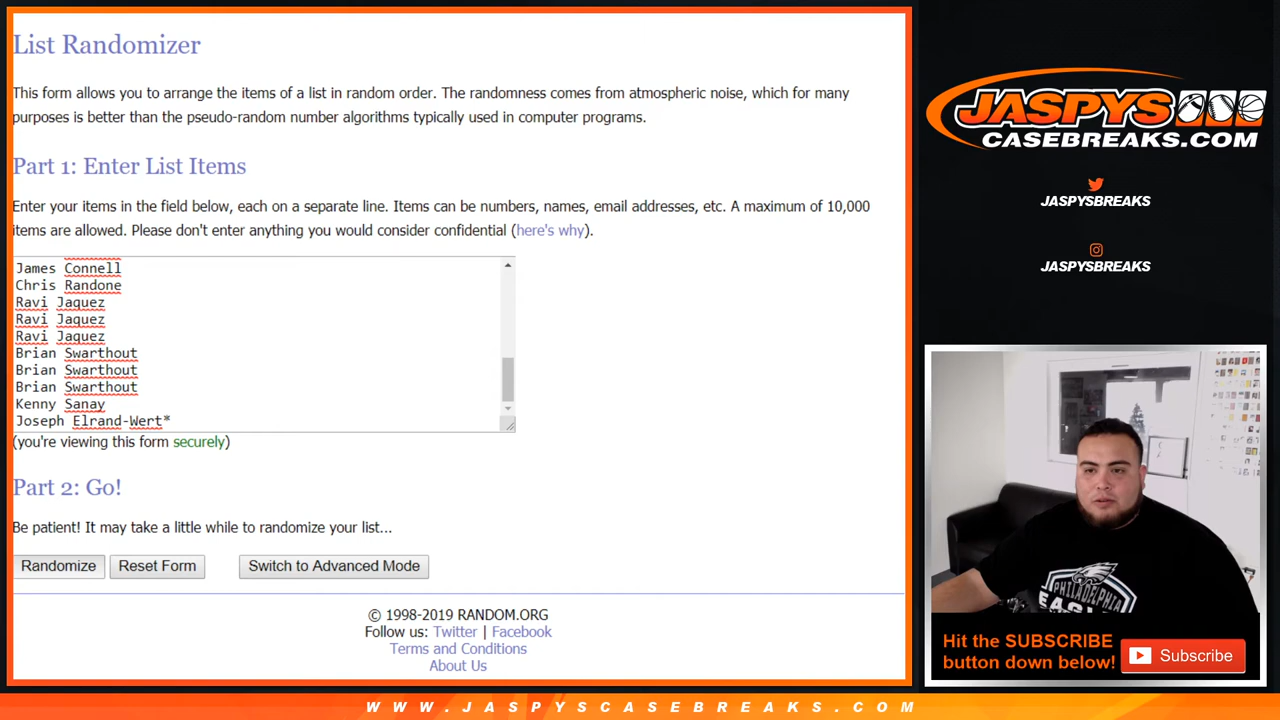 List Randomizer
This form allows you to arrange the items of a list in random order. The randomness comes from atmospheric noise, which for many
purposes is better than the pseudo-random number algorithms typically used in computer programs.
Part 1: Enter List Items
Enter your items in the field below, each on a separate line. Items can be numbers, names, email addresses, etc. A maximum of 10,000
items are allowed. Please don't enter anything you would consider confidential (here's why).
James Connell
Chris Randone
Ravi Jaquez
Ravi Jaquez
Ravi Jaquez
Brian Swarthout
Brian Swarthout
Brian Swarthout
Kenny Sanay
Joseph Elrand-Wert*
(you're viewing this form securely)
Part 2: Go!
Be patient! It may take a little while to randomize your list...
Randomize Reset Form Switch to Advanced Mode
© 1998-2019 RANDOM.ORG
Follow us: Twitter | Facebook
Terms and Conditions
About Us
JASPYS
CASEBREAKS.COM
JASPYSBREAKS
JASPYSBREAKS
PHILADELPHIA
EAGLE
Hit the SUBSCRIBE
button down below!
Subscribe
WWW.JASPYSCASEBREAKS.COM